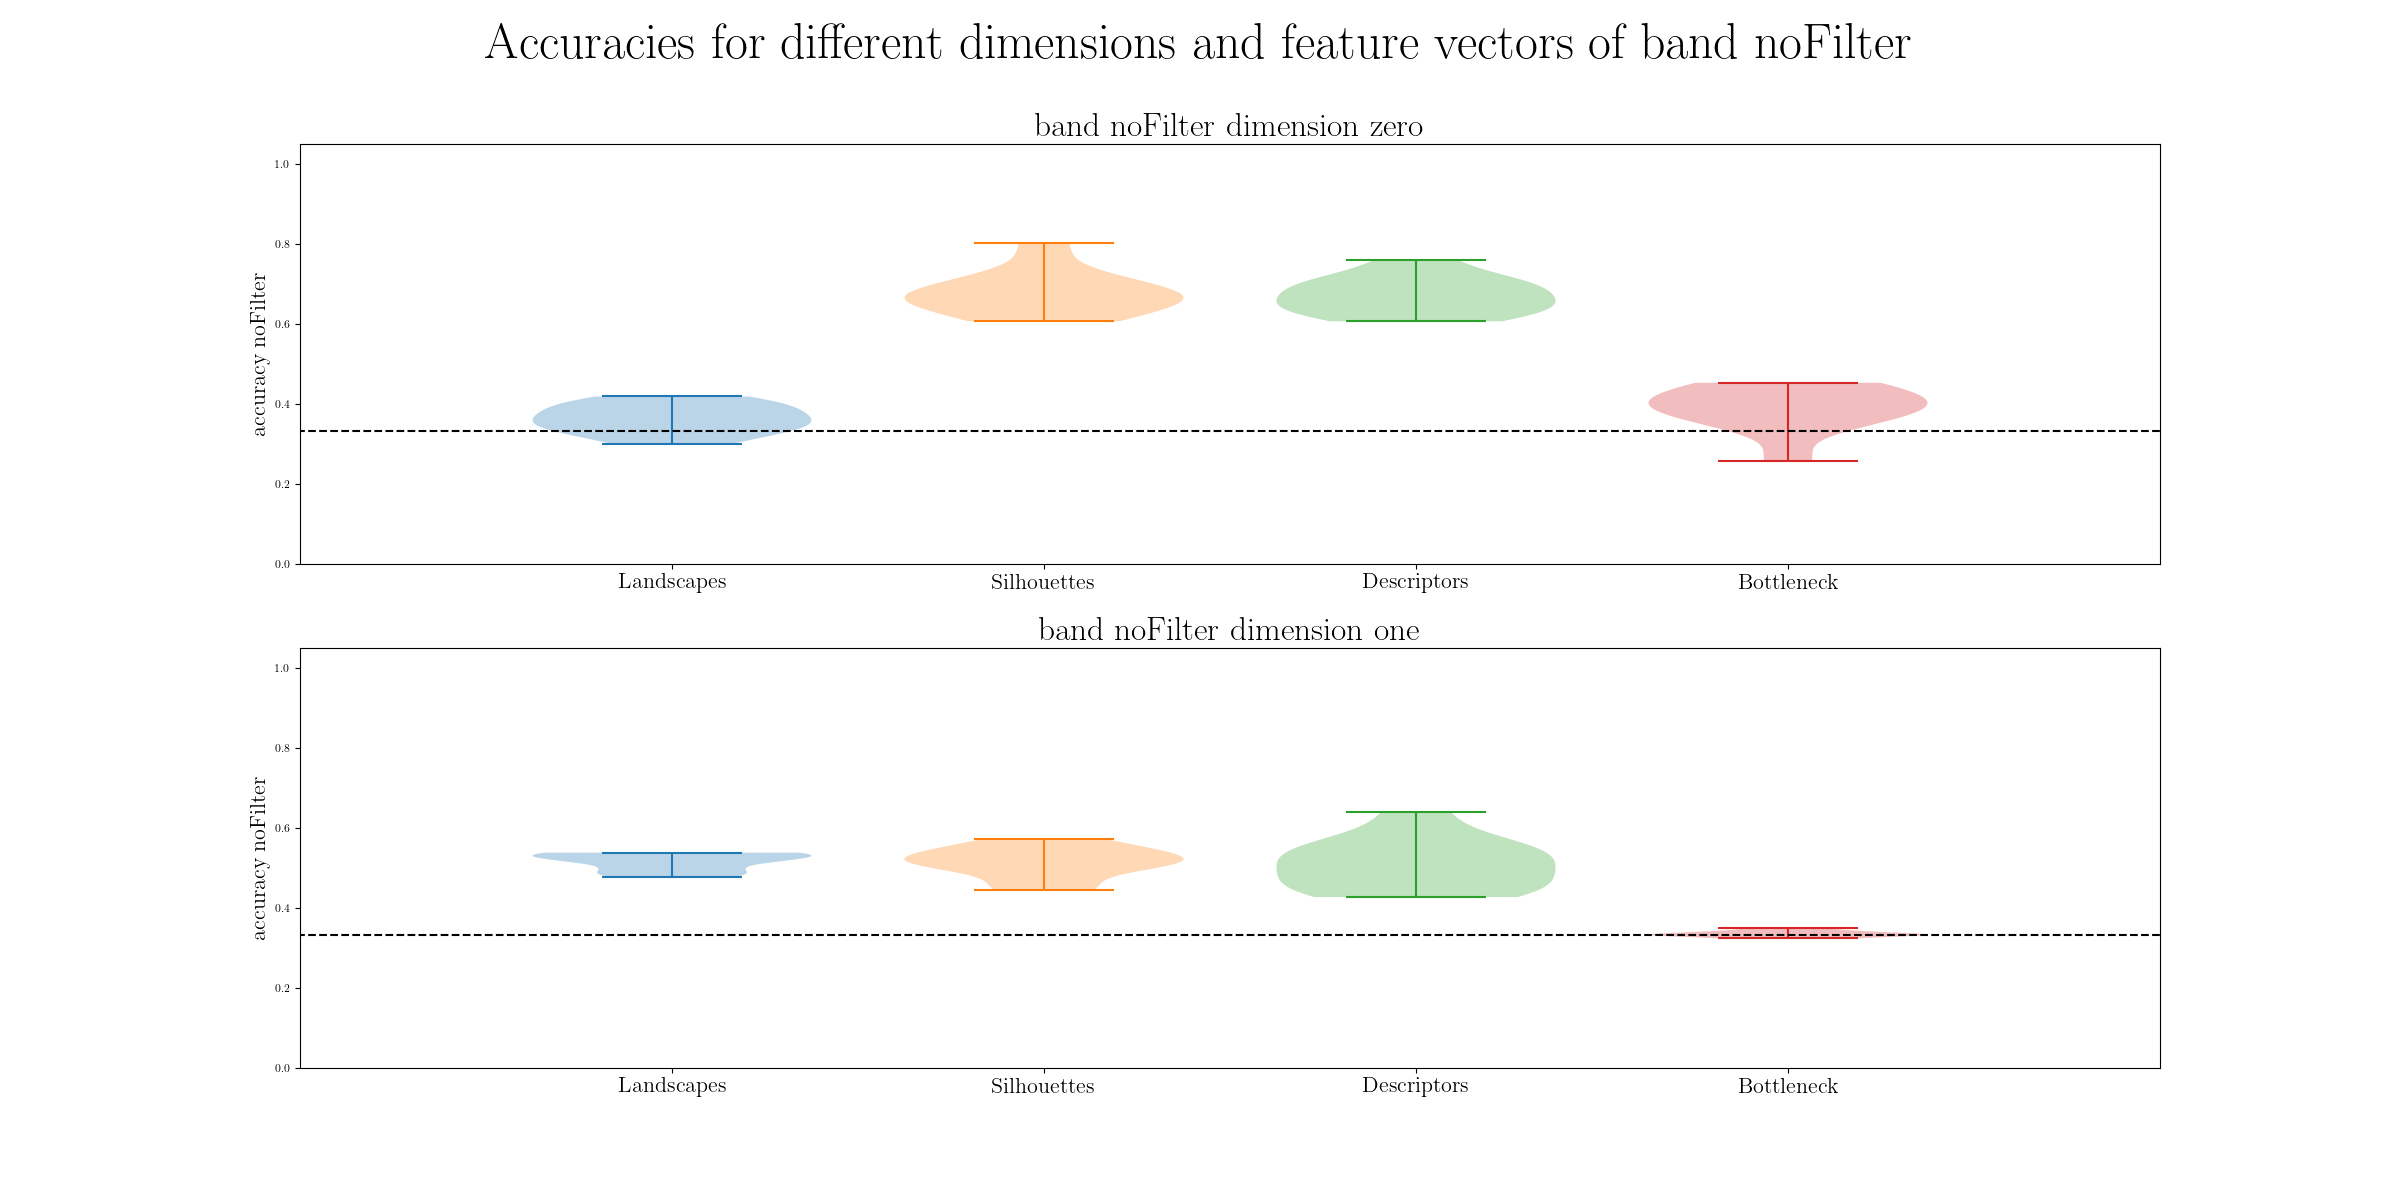 Accuracies for different dimensions and feature vectors of band noFilter
band noFilter dimension zero
accuracy noFilter
1.0
0.8
0.6
0.4
0.2
0.0
Landscapes Silhouettes Descriptors Bottleneck
band noFilter dimension one
accuracy noFilter
1.0
0.8
0.6
0.4
0.2
0.0
Landscapes Silhouettes Descriptors Bottleneck